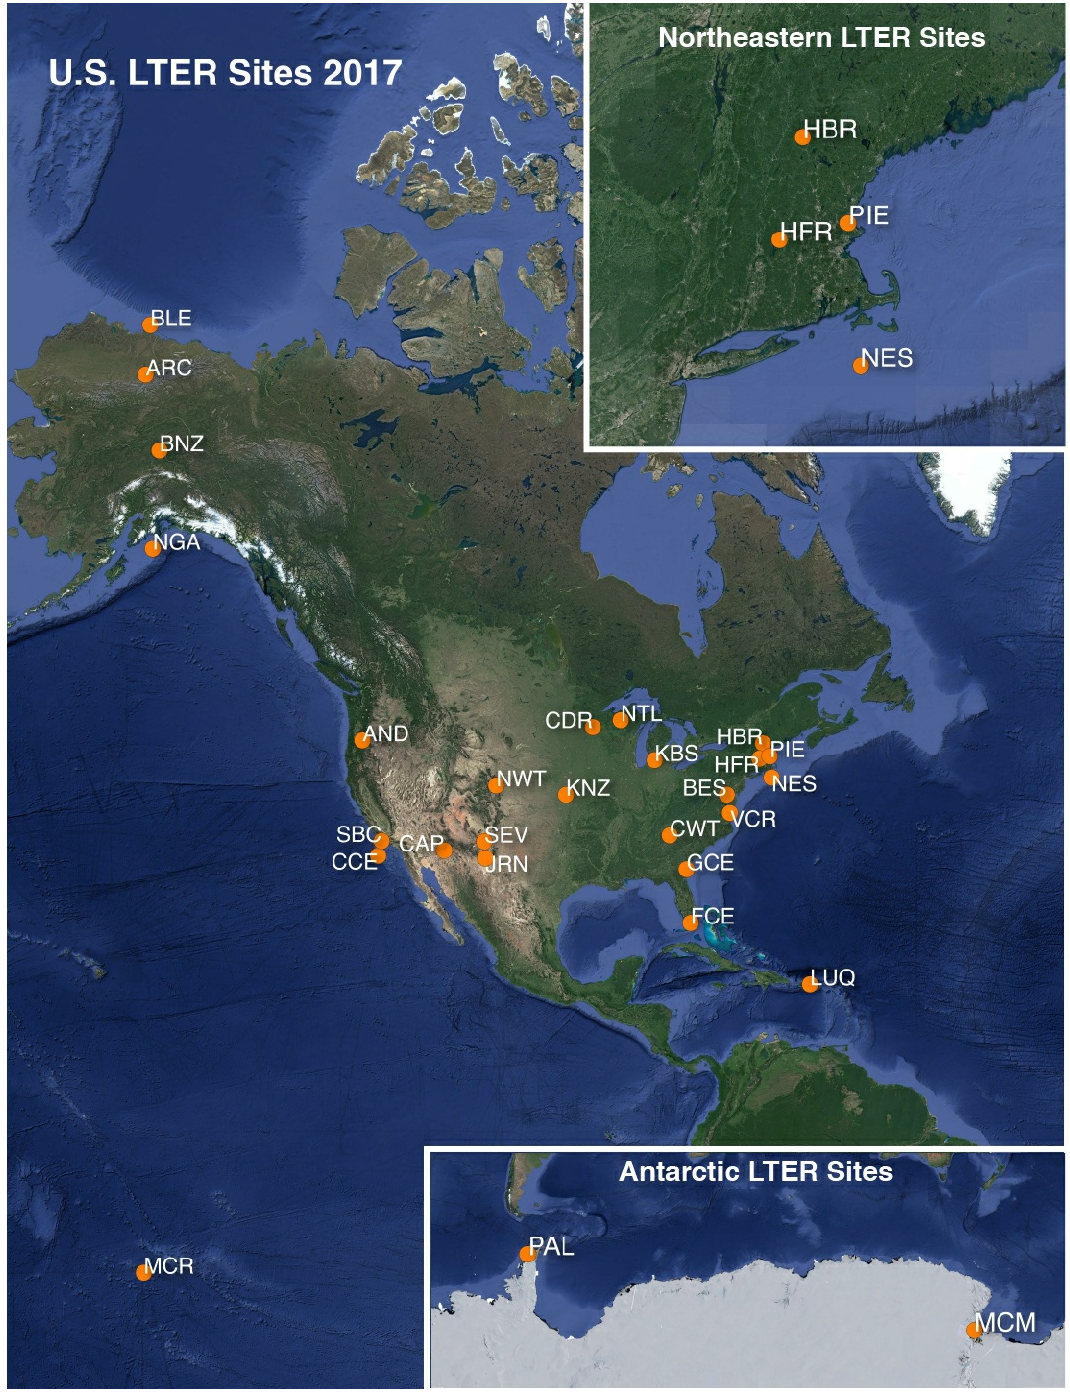 U.S. LTER Sites 2017
Northeastern LTER Sites
HBR
PIE
HFR
NES
BLE
ARC
BNZ
NGA
AND
CDR
NTL
KBS
HBR
PIE
HFR
NES
NWT
KNZ
BES
VCR
SBC
CCE
CAP
SEV
JRN
CWT
GCE
FCE
LUQ
MCR
Antarctic LTER Sites
PAL
MCM